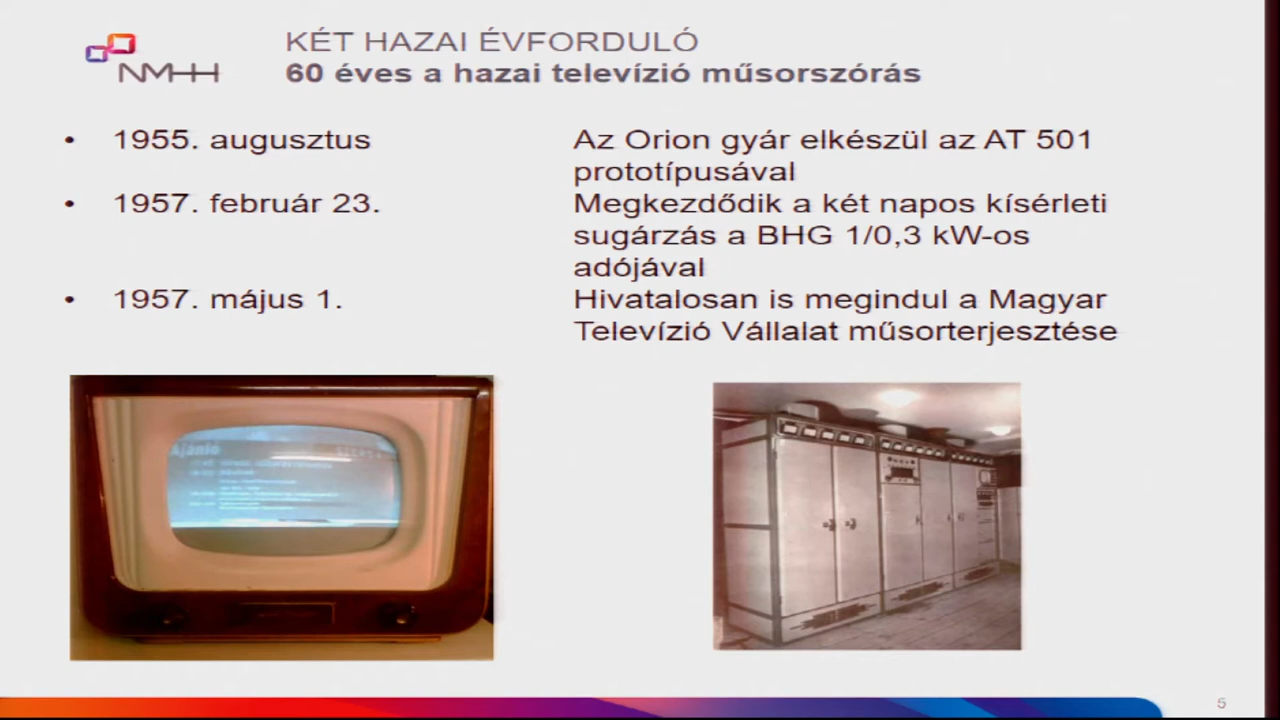 NMHH
KÉT HAZAI ÉVFORDULÓ
60 éves a hazai televízió műsorszórás
• 1955. augusztus
Az Orion gyár elkészül az AT 501
prototípusával
• 1957. február 23.
Megkezdődik a két napos kísérleti
sugárzás a BHG 1/0,3 kW-os
adójával
• 1957. május 1.
Hivatalosan is megindul a Magyar
Televízió Vállalat műsorterjesztése
Ajánló
5